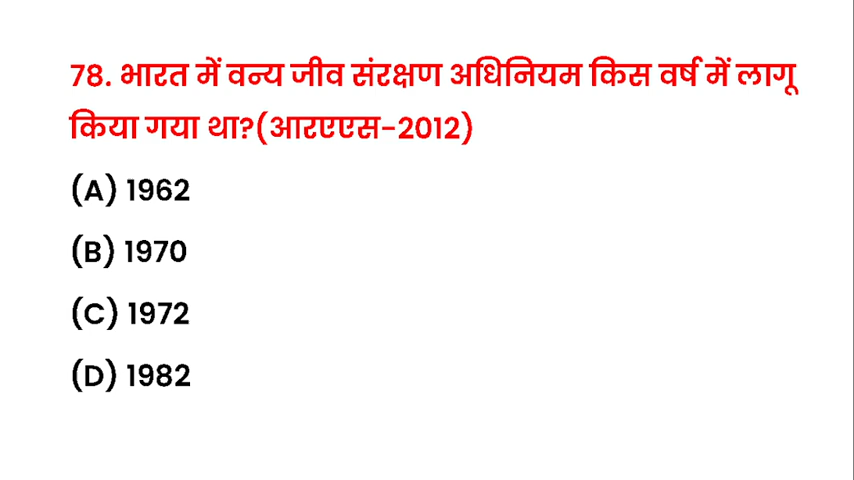 78. भारत में वन्य जीव संरक्षण अधिनियम किस वर्ष में लागू
किया गया था?(आरएएस-2012)
(A) 1962
(B) 1970
(C) 1972
(D) 1982